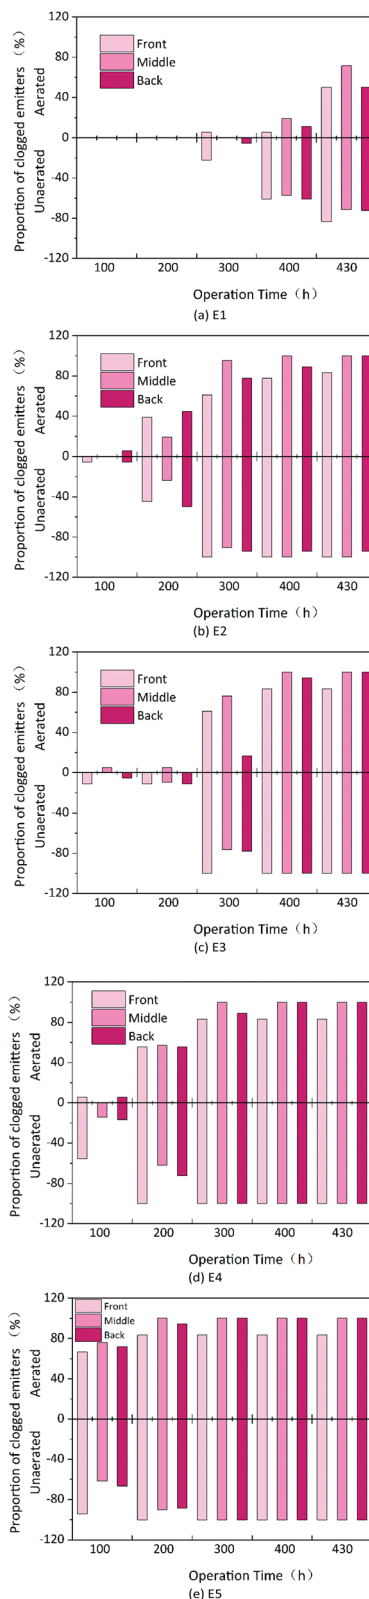 Proportion of clogged emitters (%)
Aerated
Unaerated
120
80
40
0
-40
-80
-120
Front
Middle
Back
100 200 300 400 430
Operation Time (h)
(a) E1
Proportion of clogged emitters (%)
Aerated
Unaerated
120
80
40
0
-40
-80
-120
Front
Middle
Back
100 200 300 400 430
Operation Time (h)
(b) E2
Proportion of clogged emitters (%)
Aerated
Unaerated
120
80
40
0
-40
-80
-120
Front
Middle
Back
100 200 300 400 430
Operation Time (h)
(c) E3
Proportion of clogged emitters (%)
Aerated
Unaerated
120
80
40
0
-40
-80
-120
Front
Middle
Back
100 200 300 400 430
Operation Time (h)
(d) E4
Proportion of clogged emitters (%)
Aerated
Unaerated
120
80
40
0
-40
-80
-120
Front
Middle
Back
100 200 300 400 430
Operation Time (h)
(e) E5